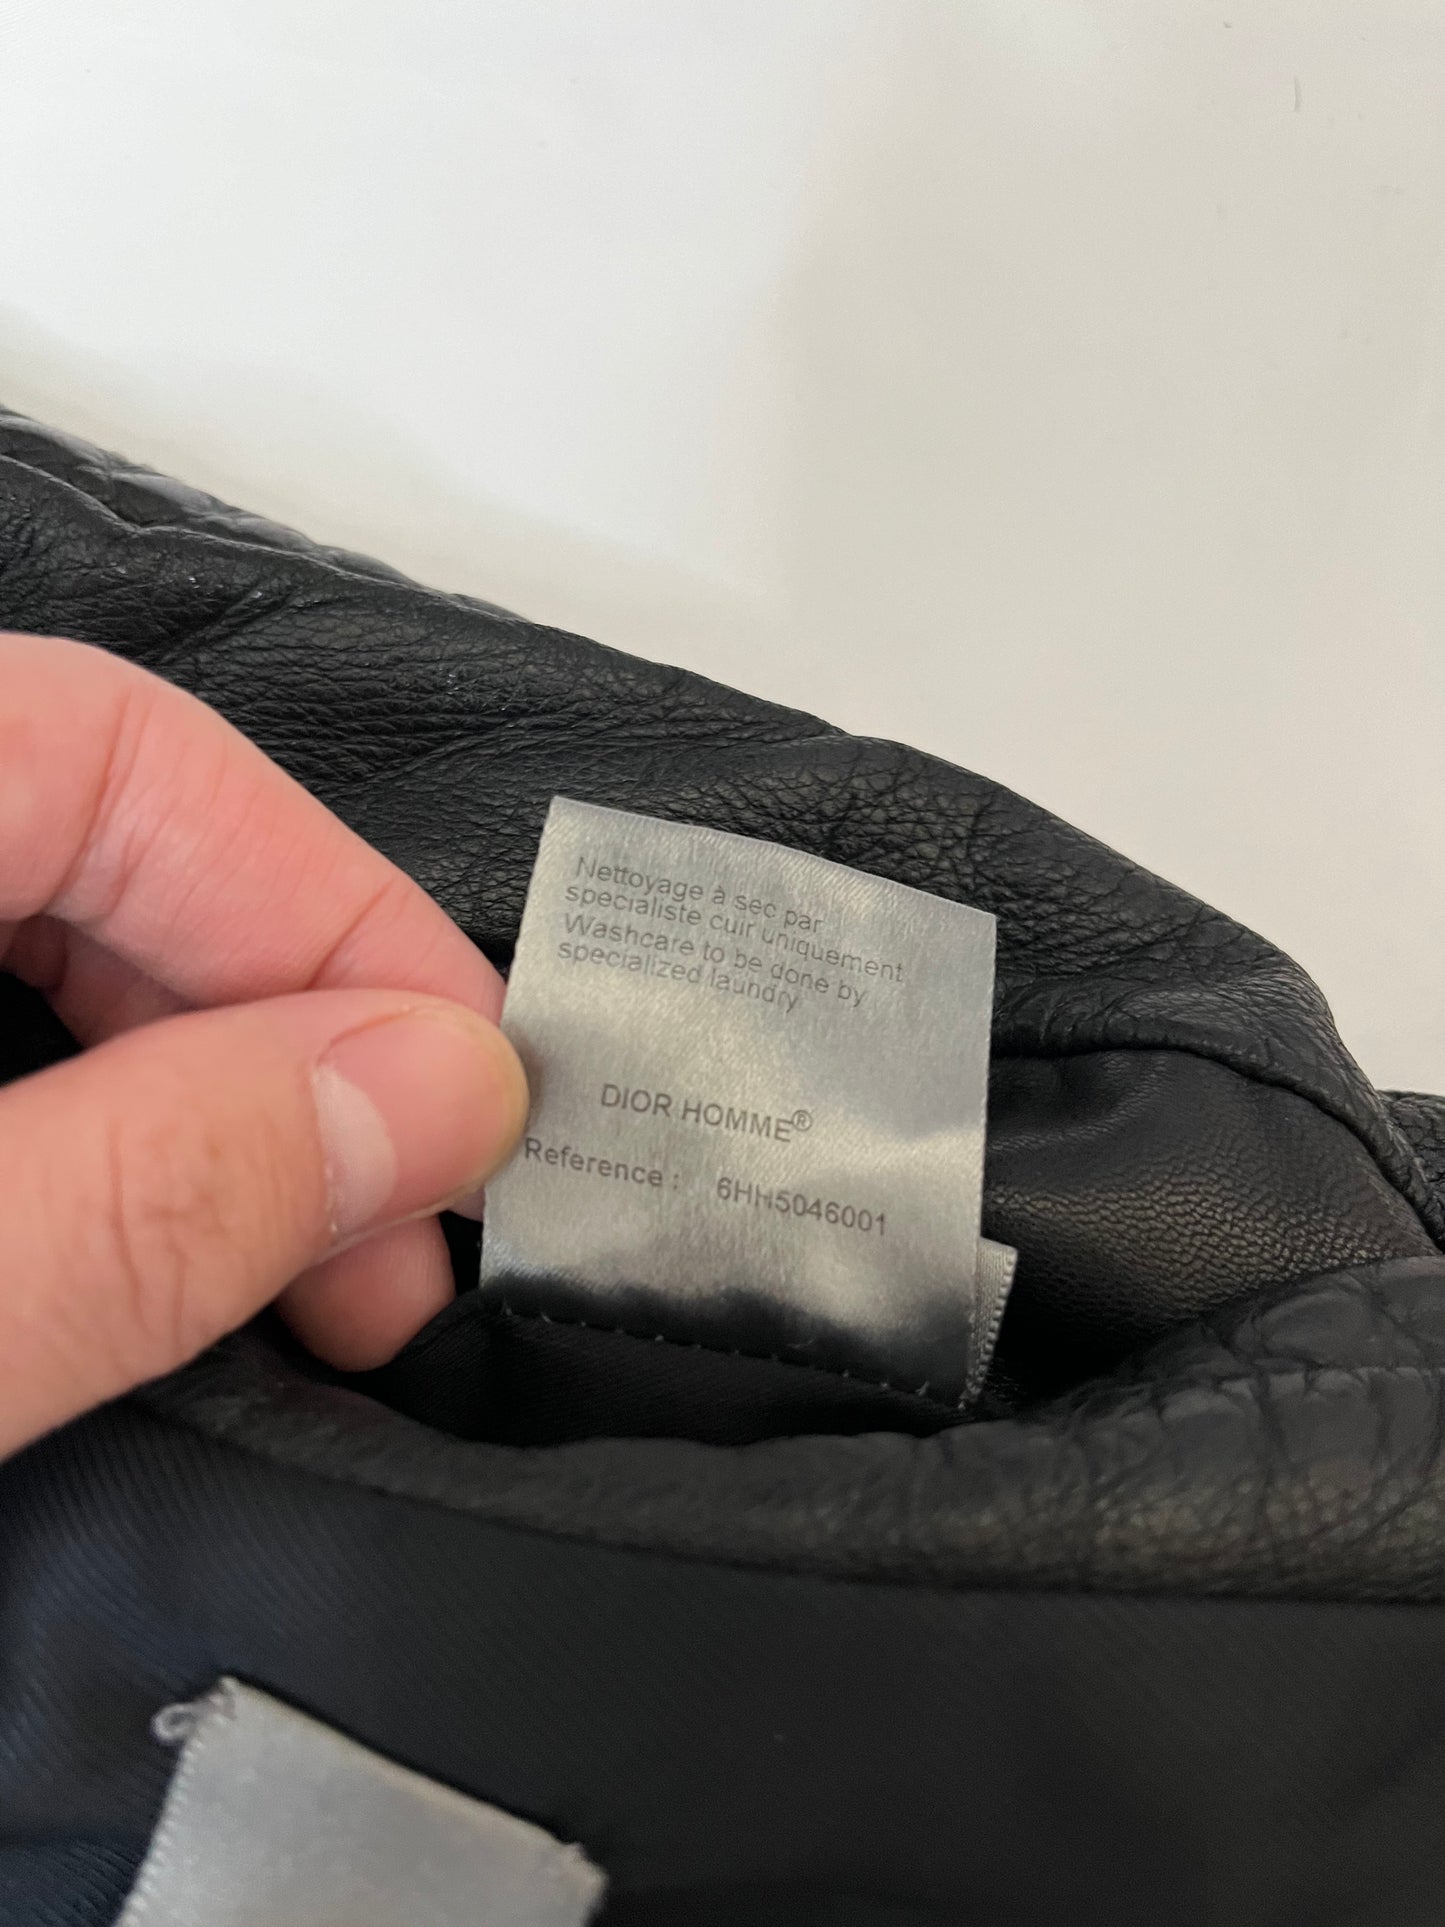 Nettoyage à sec par
specialiste cuir uniquement
Washcare to be done by
specialized laundry
DIOR HOMME®
Reference : 6HH5046001